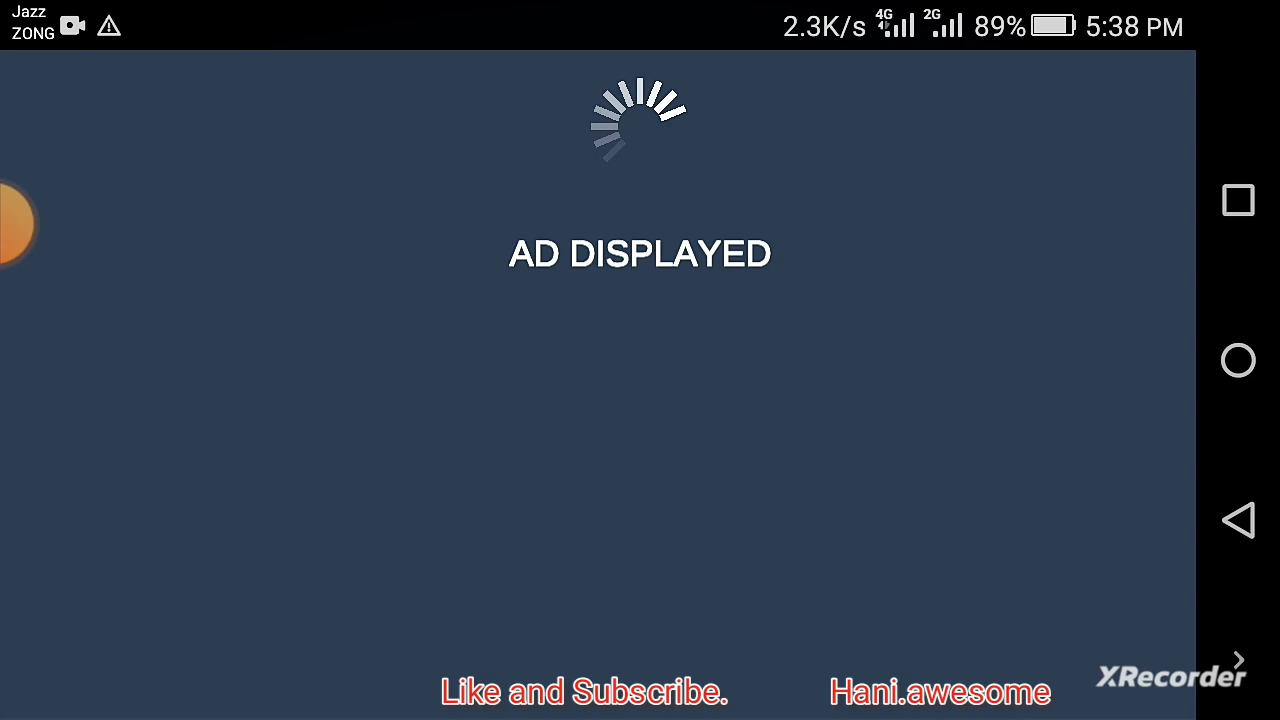 Jazz
ZONG
2.3K/s 4G 2G 89% 5:38 PM
AD DISPLAYED
Like and Subscribe. Hani.awesome
XRecorder